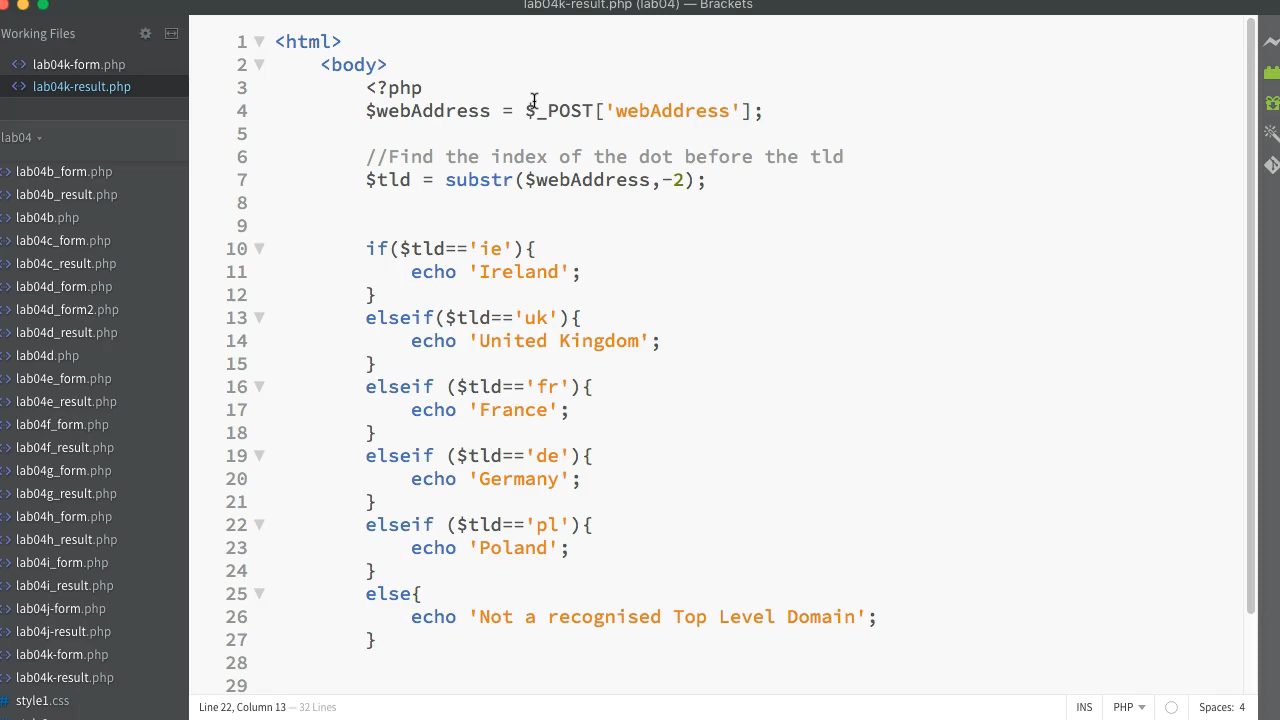 lab04k-result.php (lab04) — Brackets
Working Files
<> lab04k-form.php
<> lab04k-result.php
lab04
lab04b_form.php
lab04b_result.php
lab04b.php
lab04c_form.php
lab04c_result.php
lab04d_form.php
lab04d_form2.php
lab04d_result.php
lab04d.php
lab04e_form.php
lab04e_result.php
lab04f_form.php
lab04f_result.php
lab04g_form.php
lab04g_result.php
lab04h_form.php
lab04h_result.php
lab04i_form.php
lab04i_result.php
lab04j-form.php
lab04j-result.php
lab04k-form.php
lab04k-result.php
style1.css
1 <html>
2 <body>
3 <?php
4 $webAddress = $_POST['webAddress'];
5
6 //Find the index of the dot before the tld
7 $tld = substr($webAddress,-2);
8
9
10 if($tld=='ie'){
11 echo 'Ireland';
12 }
13 elseif($tld=='uk'){
14 echo 'United Kingdom';
15 }
16 elseif ($tld=='fr'){
17 echo 'France';
18 }
19 elseif ($tld=='de'){
20 echo 'Germany';
21 }
22 elseif ($tld=='pl'){
23 echo 'Poland';
24 }
25 else{
26 echo 'Not a recognised Top Level Domain';
27 }
28
29
Line 22, Column 13 — 32 Lines
INS
PHP
Spaces: 4